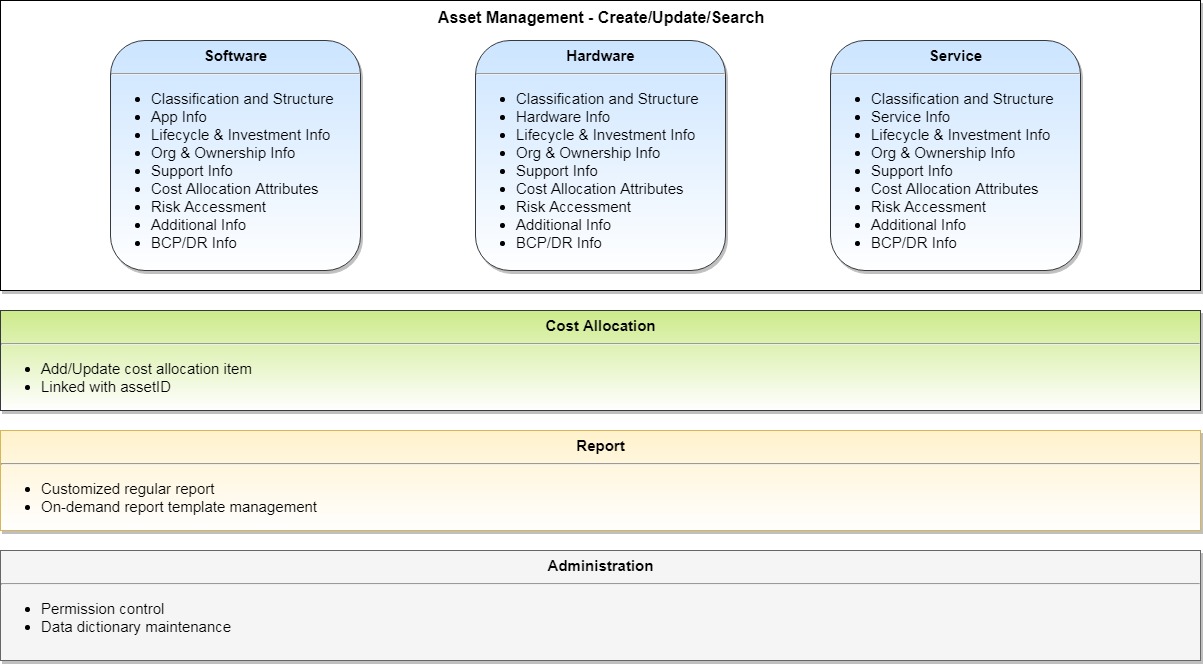 Asset Management - Create/Update/Search
Software
Classification and Structure
App Info
Lifecycle & Investment Info
Org & Ownership Info
Support Info
Cost Allocation Attributes
Risk Assessment
Additional Info
BCP/DR Info
Hardware
Classification and Structure
Hardware Info
Lifecycle & Investment Info
Org & Ownership Info
Support Info
Cost Allocation Attributes
Risk Assessment
Additional Info
BCP/DR Info
Service
Classification and Structure
Service Info
Lifecycle & Investment Info
Org & Ownership Info
Support Info
Cost Allocation Attributes
Risk Assessment
Additional Info
BCP/DR Info
Cost Allocation
Add/Update cost allocation item
Linked with assetID
Report
Customized regular report
On-demand report template management
Administration
Permission control
Data dictionary maintenance